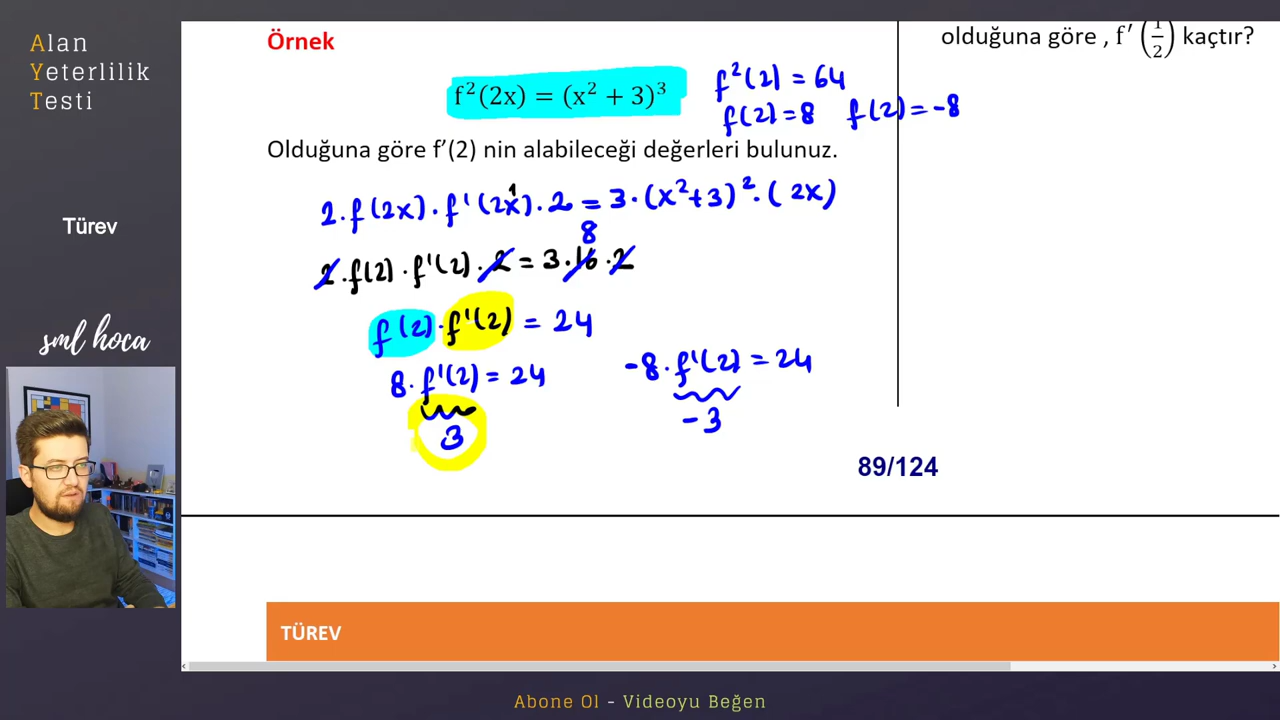 Alan
Yeterlilik
Testi
Türev
sml hoca
Örnek
f²(2x) = (x² + 3)³
f²(2) = 64
f(2) = 8 f(2) = -8
Olduğuna göre f'(2) nin alabileceği değerleri bulunuz.
1
2.f(2x).f'(2x).2 = 3.(x²+3)².(2x)
8
2.f(2).f'(2).2 = 3.16.2
f(2).f'(2) = 24
8.f'(2) = 24
3
-8.f'(2) = 24
-3
89/124
olduğuna göre , f′ (1/2) kaçtır?
TÜREV
Abone Ol - Videoyu Beğen